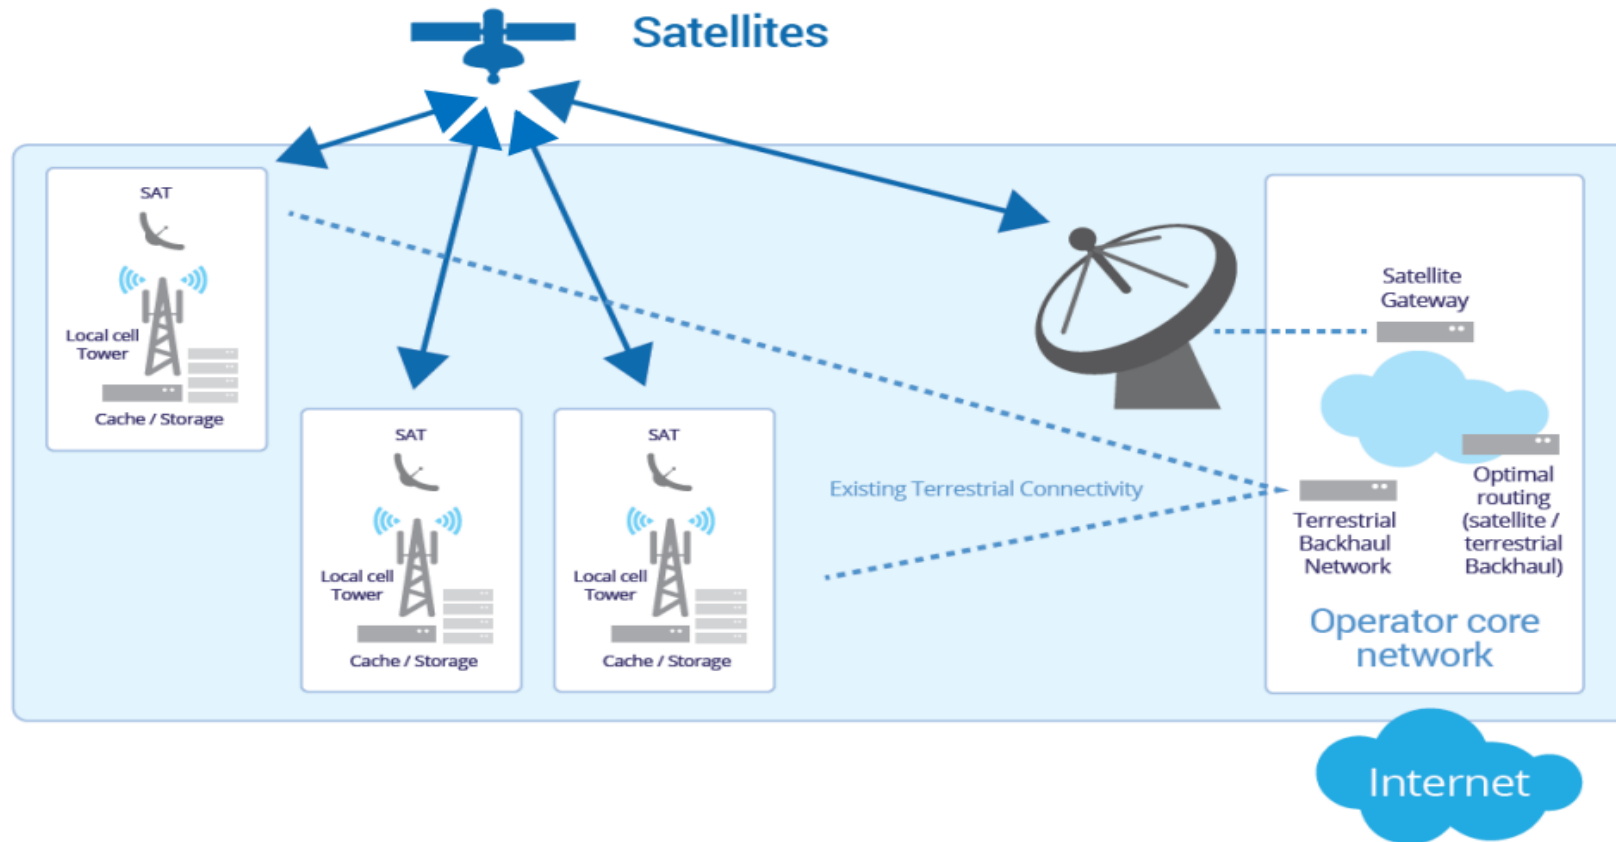 Satellites
SAT
Local cell
Tower
Cache / Storage
SAT
Local cell
Tower
Cache / Storage
SAT
Local cell
Tower
Cache / Storage
Existing Terrestrial Connectivity
Satellite
Gateway
Terrestrial
Backhaul
Network
Optimal
routing
(satellite /
terrestrial
Backhaul)
Operator core
network
Internet